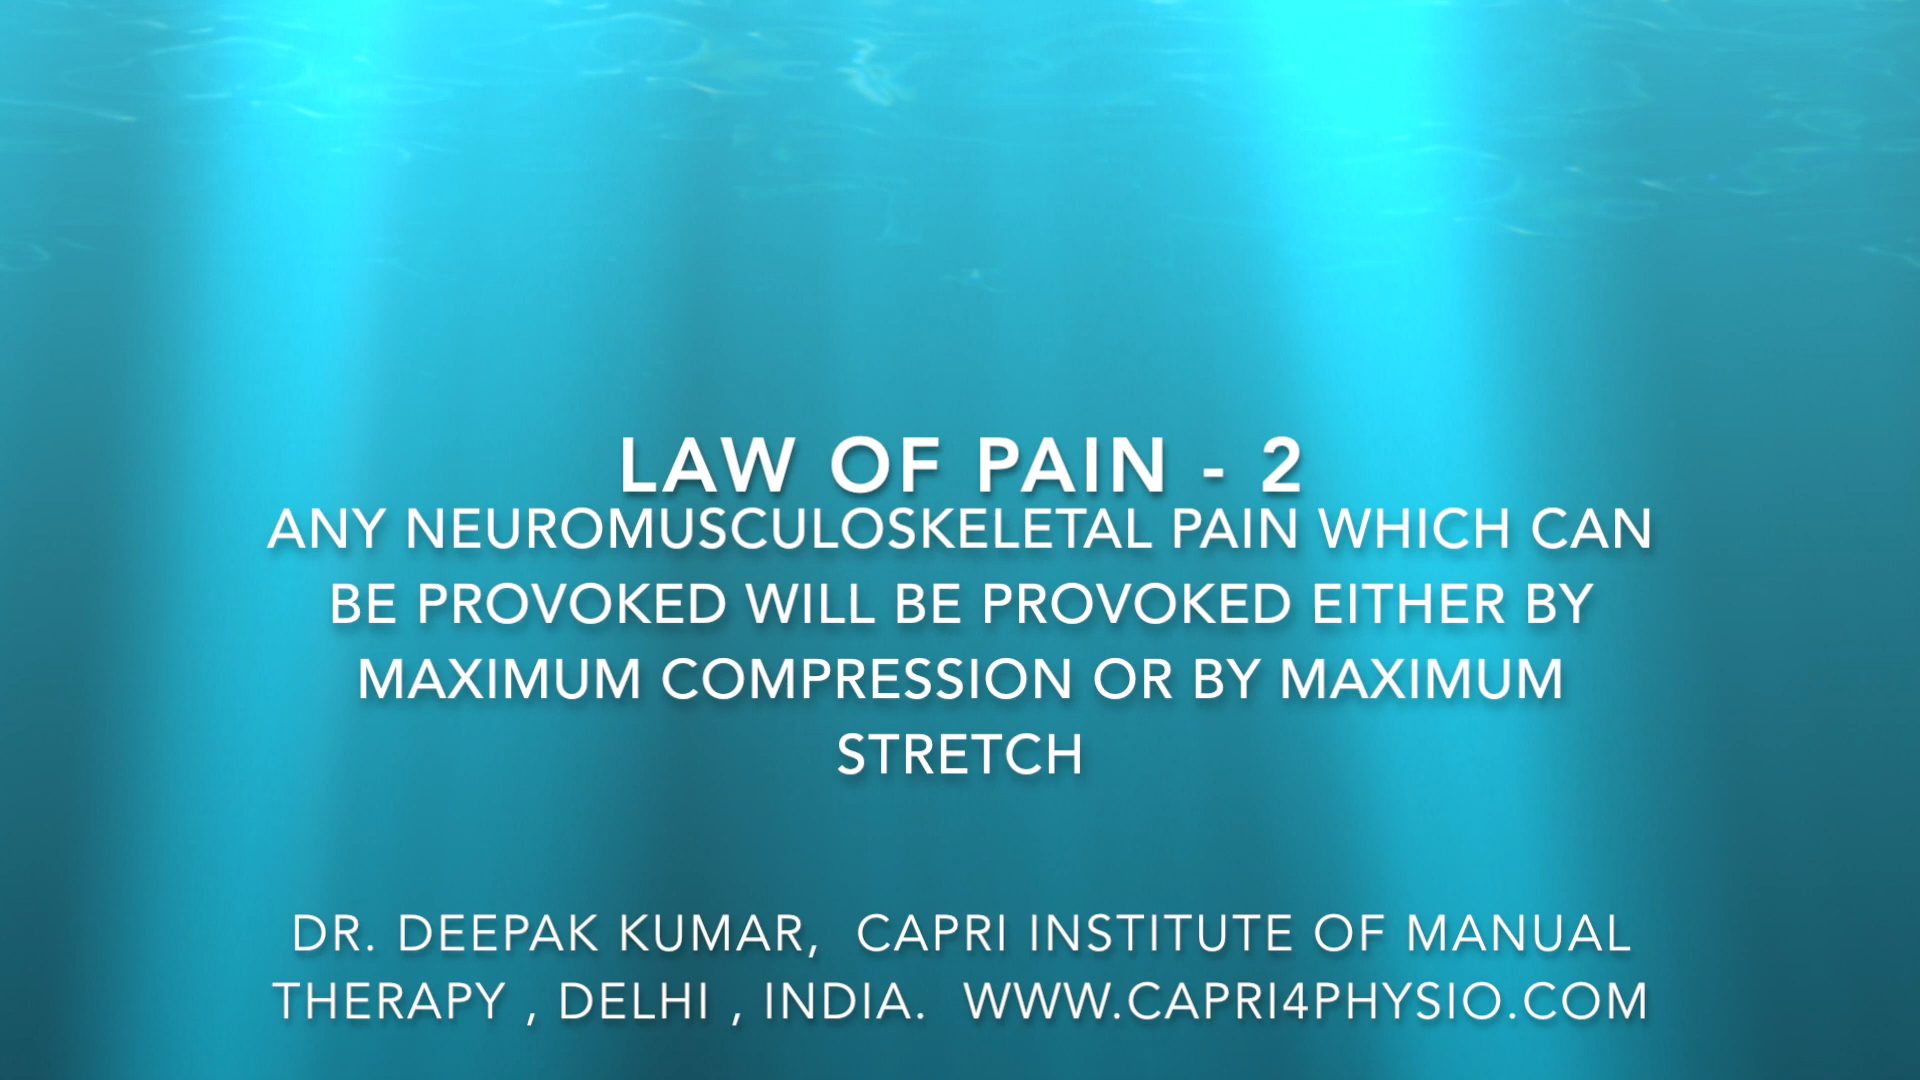 LAW OF PAIN - 2
ANY NEUROMUSCULOSKELETAL PAIN WHICH CAN
BE PROVOKED WILL BE PROVOKED EITHER BY
MAXIMUM COMPRESSION OR BY MAXIMUM
STRETCH
DR. DEEPAK KUMAR,  CAPRI INSTITUTE OF MANUAL
THERAPY , DELHI , INDIA.  WWW.CAPRI4PHYSIO.COM